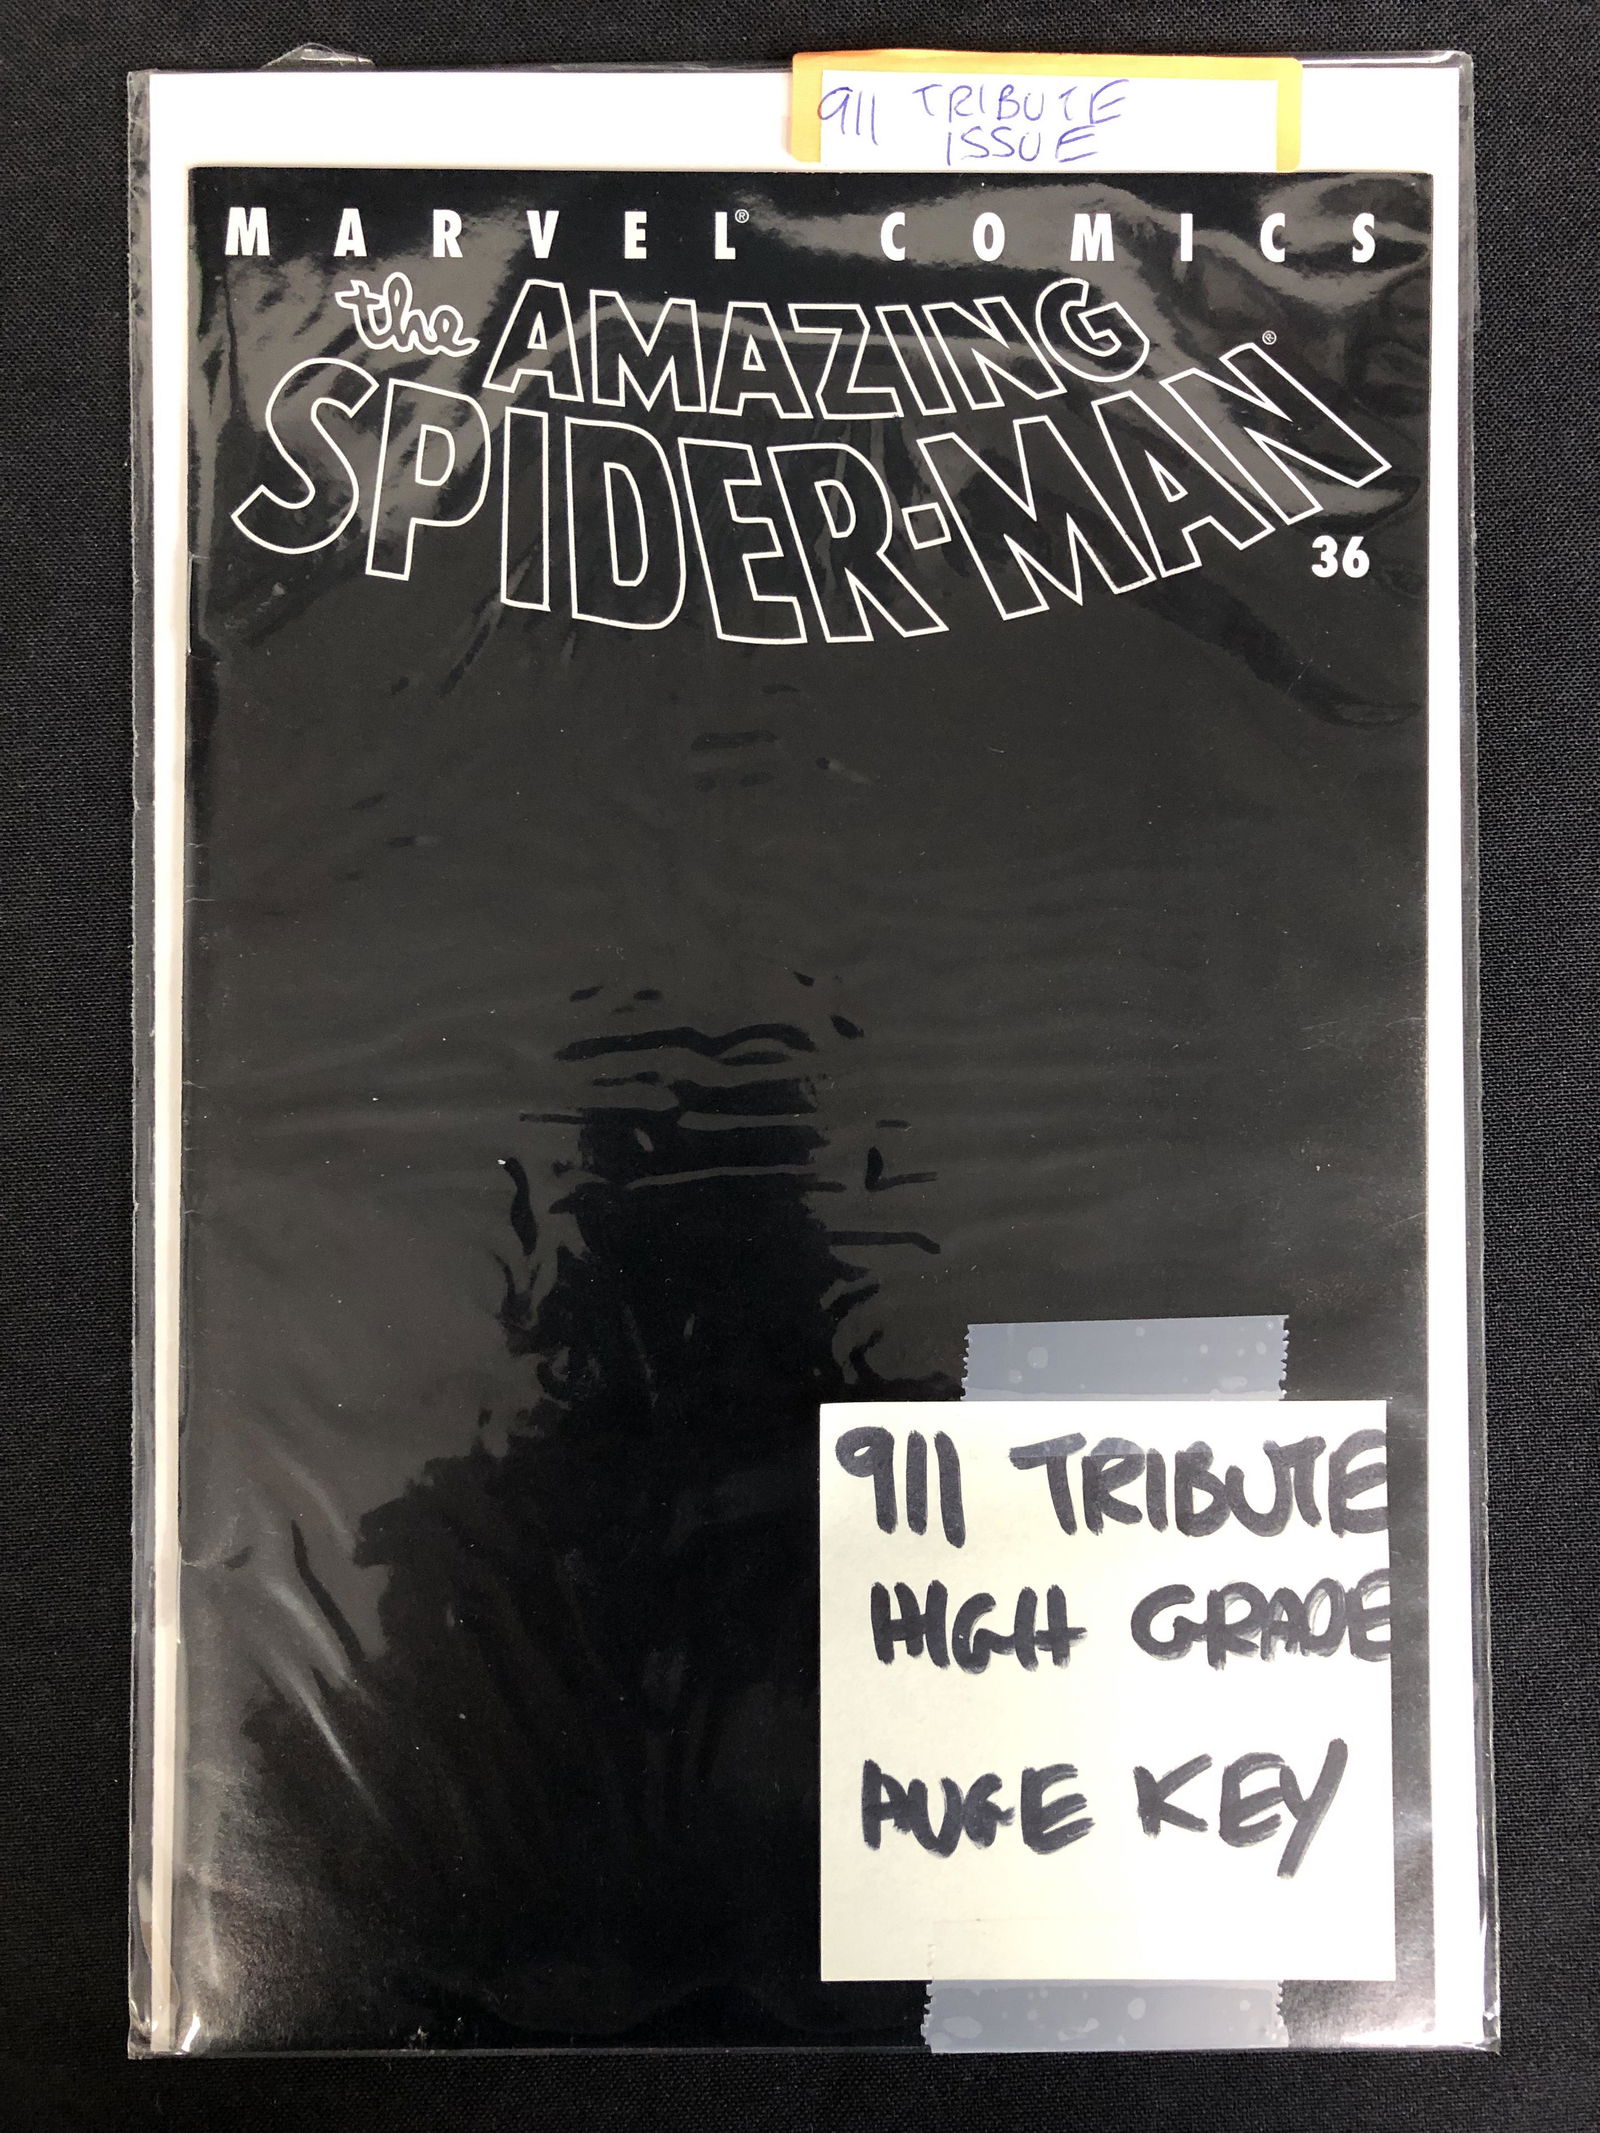 911 TRIBUTE
ISSUE
MARVEL® COMICS
the AMAZING
SPIDER-MAN®
36
911 TRIBUTE
HIGH GRADE
HUGE KEY